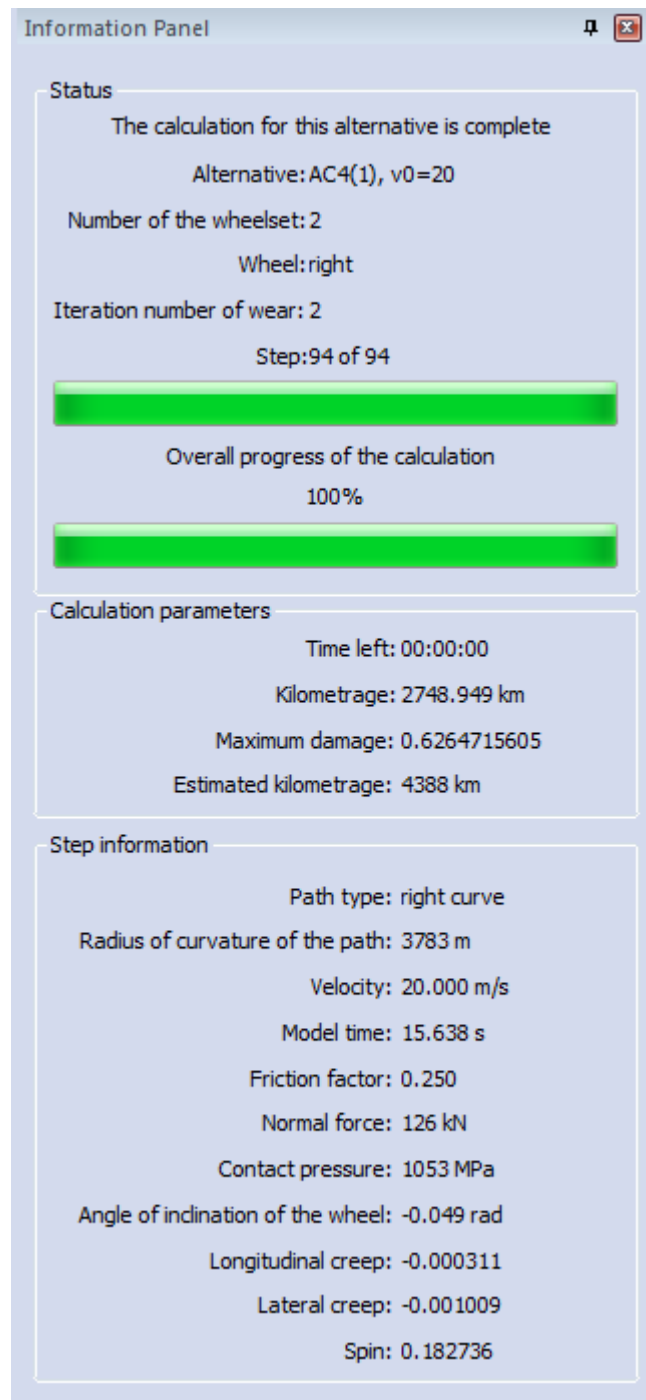 Information Panel
Status
The calculation for this alternative is complete
Alternative: AC4(1), v0=20
Number of the wheelset: 2
Wheel: right
Iteration number of wear: 2
Step: 94 of 94
Overall progress of the calculation
100%
Calculation parameters
Time left: 00:00:00
Kilometrage: 2748.949 km
Maximum damage: 0.6264715605
Estimated kilometrage: 4388 km
Step information
Path type: right curve
Radius of curvature of the path: 3783 m
Velocity: 20.000 m/s
Model time: 15.638 s
Friction factor: 0.250
Normal force: 126 kN
Contact pressure: 1053 MPa
Angle of inclination of the wheel: -0.049 rad
Longitudinal creep: -0.000311
Lateral creep: -0.001009
Spin: 0.182736